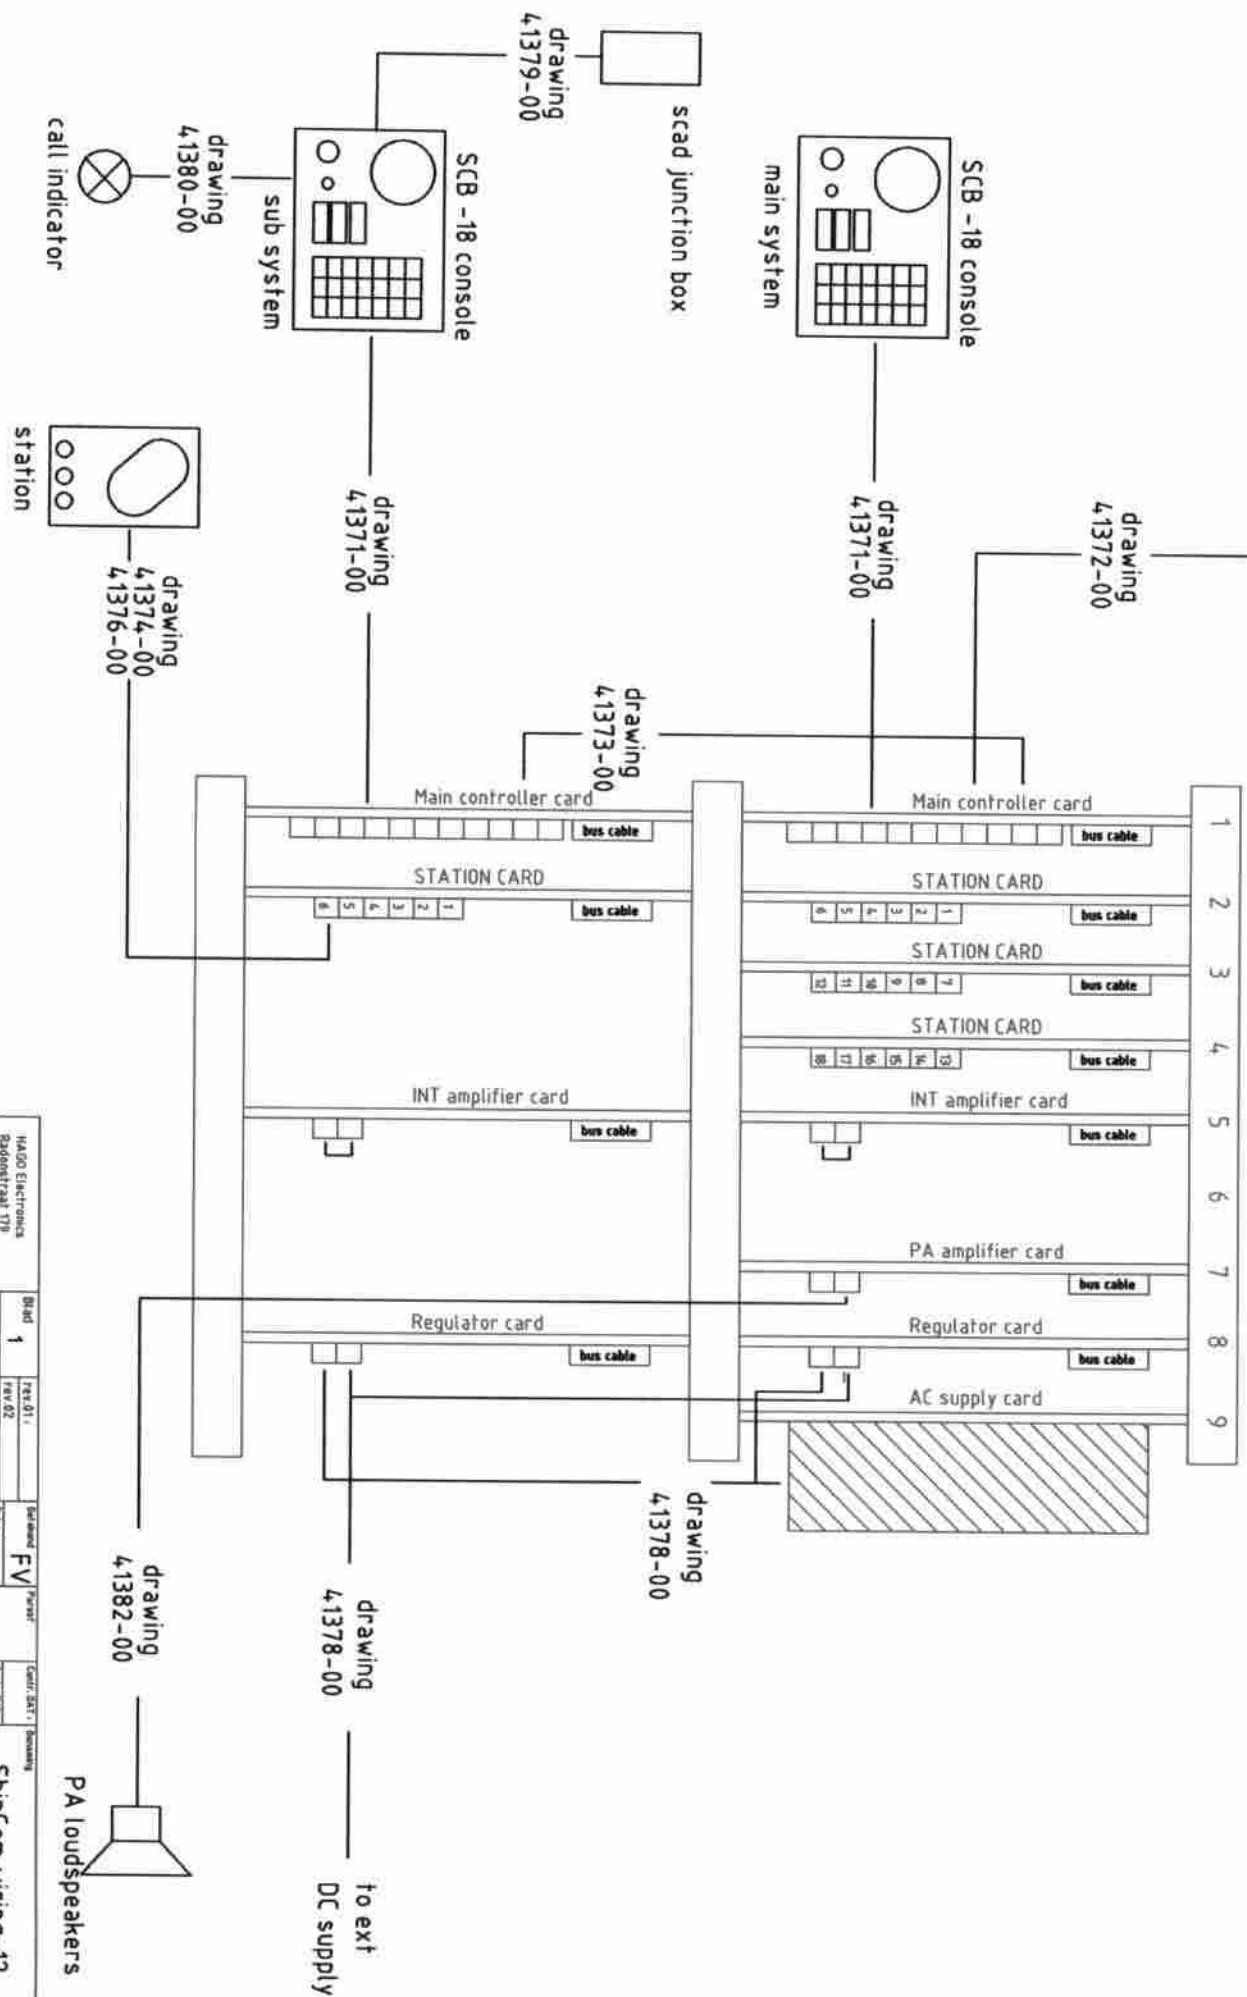 drawing
41372-00
SCB -18 console
main system
drawing
41371-00
scad junction box
drawing
41379-00
SCB -18 console
sub system
drawing
41371-00
drawing
41380-00
call indicator
station
drawing
41374-00
41376-00
drawing
41373-00
1
2
3
4
5
6
7
8
9
Main controller card
bus cable
STATION CARD
1 2 3 4 5 6
bus cable
STATION CARD
7 8 9 10 11 12
bus cable
STATION CARD
13 14 15 16 17 18
bus cable
INT amplifier card
bus cable
PA amplifier card
bus cable
Regulator card
bus cable
AC supply card
Main controller card
bus cable
STATION CARD
1 2 3 4 5 6
bus cable
INT amplifier card
bus cable
Regulator card
bus cable
drawing
41378-00
drawing
41378-00
to ext
DC supply
drawing
41382-00
PA loudspeakers
HAGO Electronics
Blad
1
rev.01:
rev.02
Getekend
FV
Paraaf
Contr. DAT:
Benaming